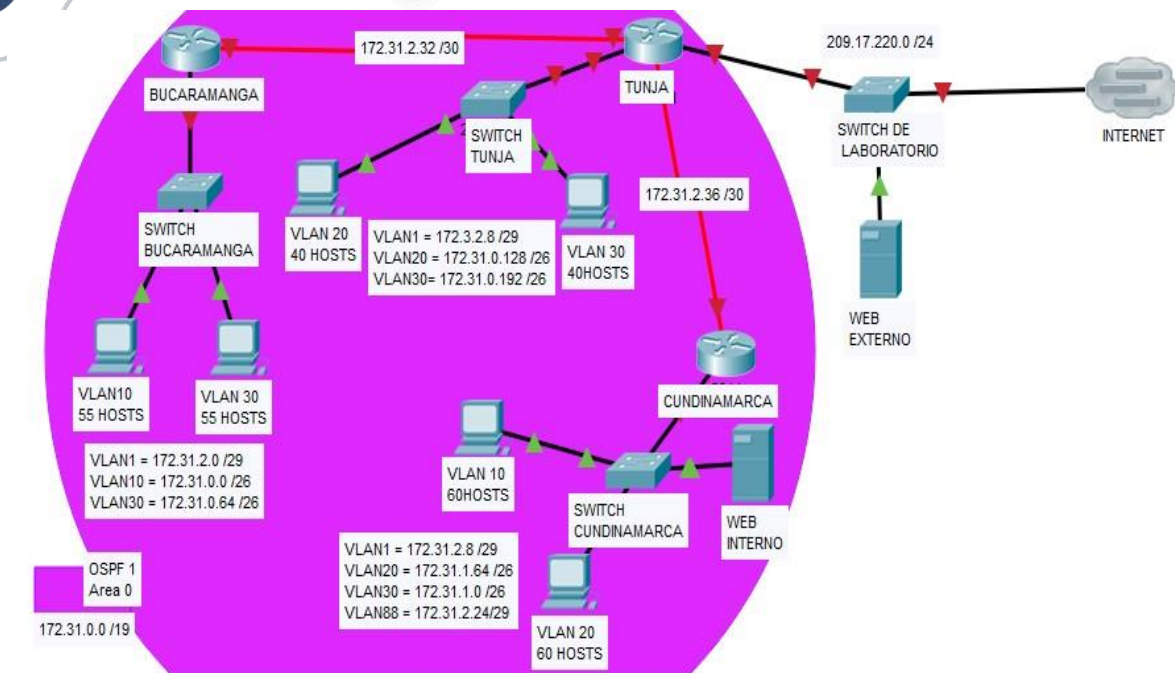 172.31.2.32 /30
209.17.220.0 /24
BUCARAMANGA
TUNJA
SWITCH
TUNJA
SWITCH DE
LABORATORIO
INTERNET
172.31.2.36 /30
SWITCH
BUCARAMANGA
VLAN 20
40 HOSTS
VLAN1 = 172.3.2.8 /29
VLAN20 = 172.31.0.128 /26
VLAN30= 172.31.0.192 /26
VLAN 30
40HOSTS
WEB
EXTERNO
VLAN10
55 HOSTS
VLAN 30
55 HOSTS
CUNDINAMARCA
VLAN1 = 172.31.2.0 /29
VLAN10 = 172.31.0.0 /26
VLAN30 = 172.31.0.64 /26
VLAN 10
60HOSTS
SWITCH
CUNDINAMARCA
WEB
INTERNO
VLAN1 = 172.31.2.8 /29
VLAN20 = 172.31.1.64 /26
VLAN30 = 172.31.1.0 /26
VLAN88 = 172.31.2.24/29
OSPF 1
Area 0
172.31.0.0 /19
VLAN 20
60 HOSTS